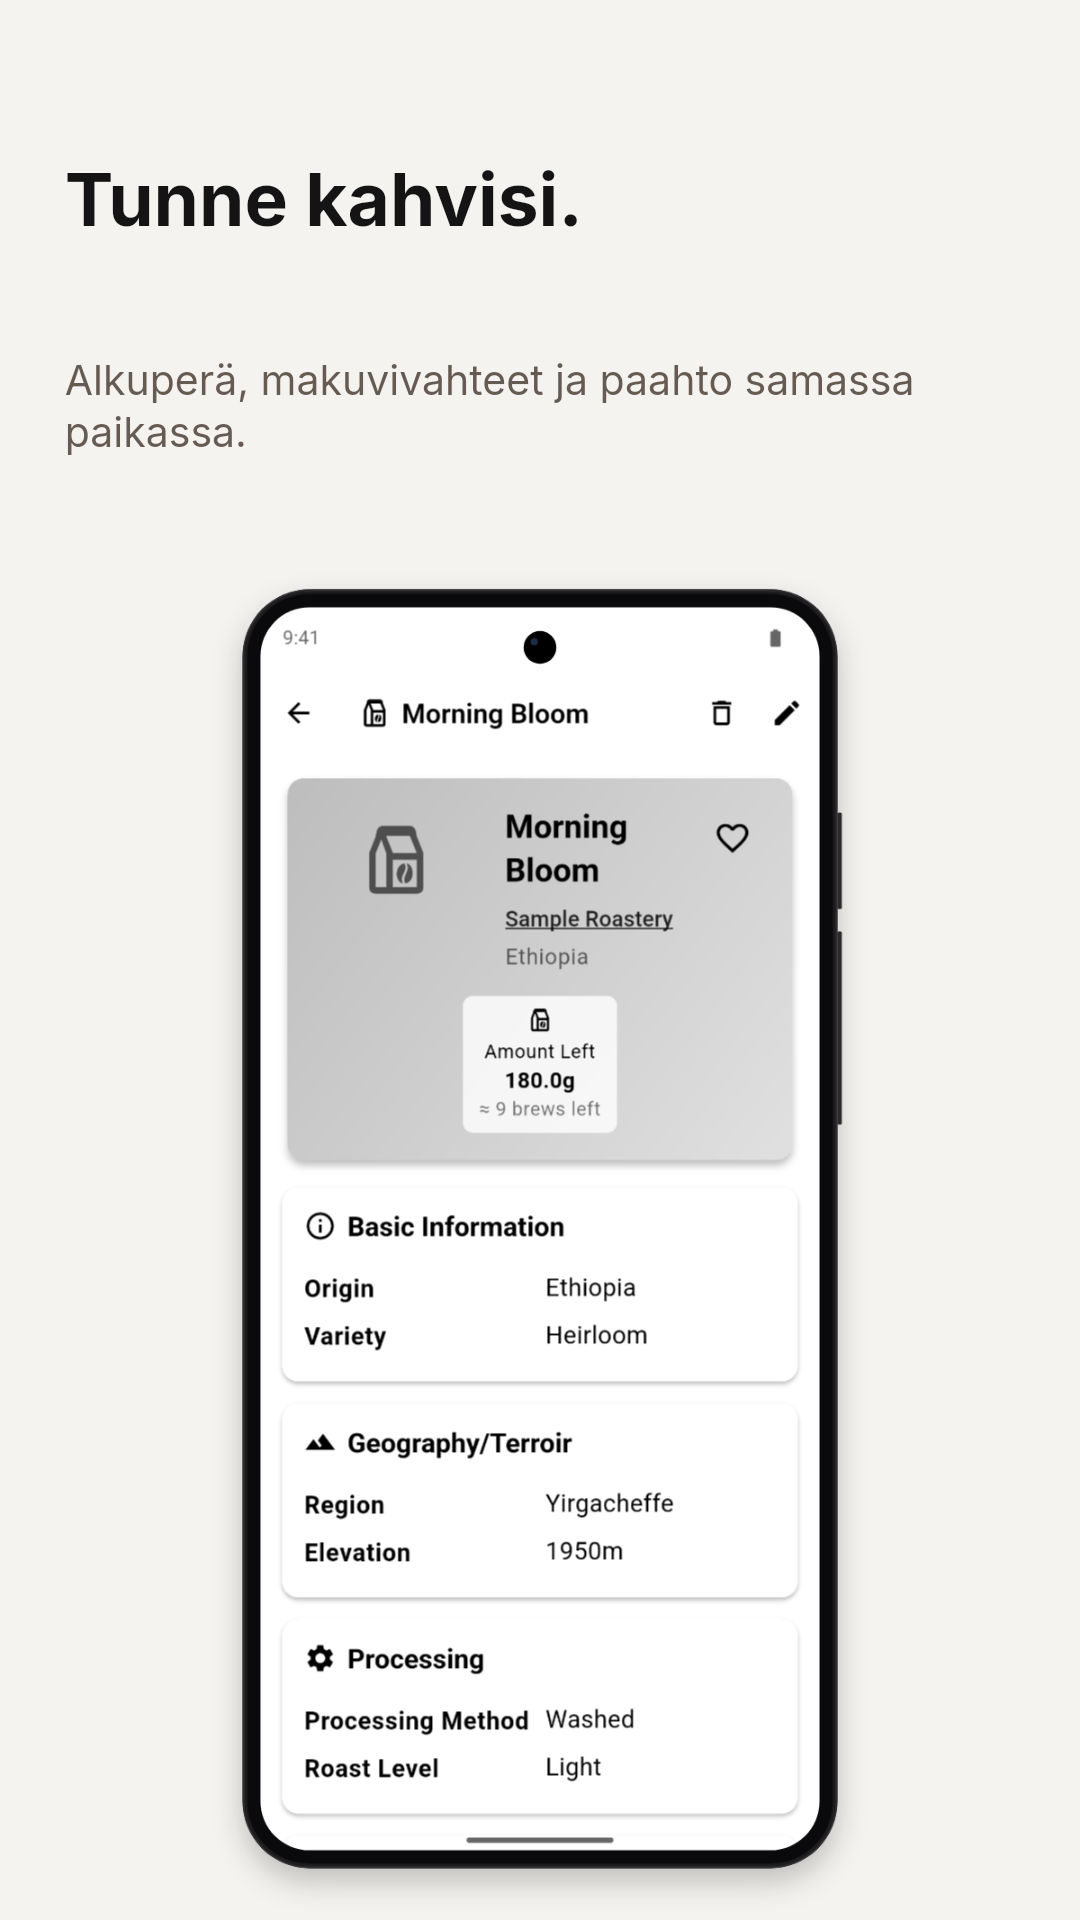 Tunne kahvisi.
Alkuperä, makuvivahteet ja paahto samassa
paikassa.
9:41
Morning Bloom
Morning
Bloom
Sample Roastery
Ethiopia
Amount Left
180.0g
≈ 9 brews left
Basic Information
Origin Ethiopia
Variety Heirloom
Geography/Terroir
Region Yirgacheffe
Elevation 1950m
Processing
Processing Method Washed
Roast Level Light